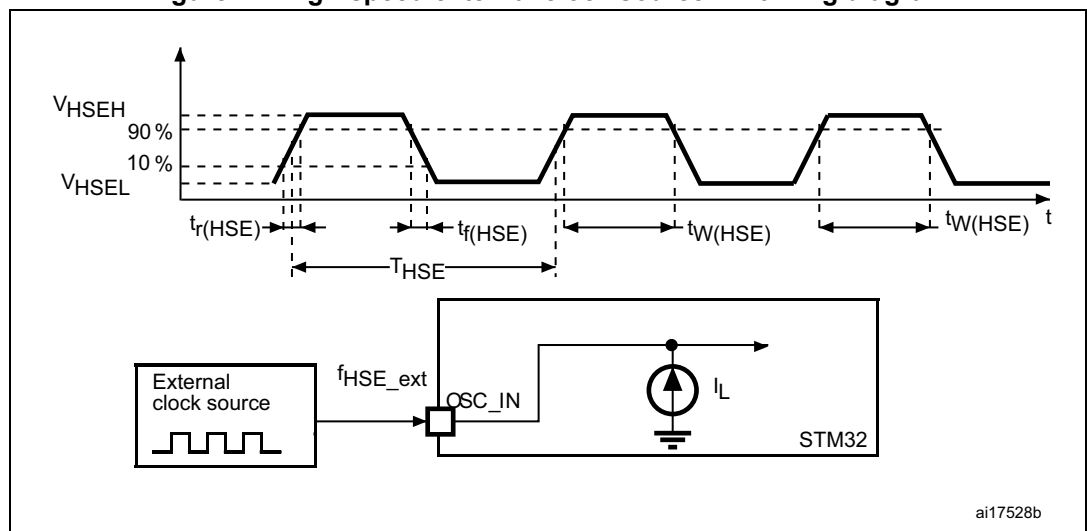 VHSEH
90 %
10 %
VHSEL
tr(HSE)
tf(HSE)
tW(HSE)
tW(HSE)
t
THSE
External
clock source
fHSE_ext
OSC_IN
IL
STM32
ai17528b